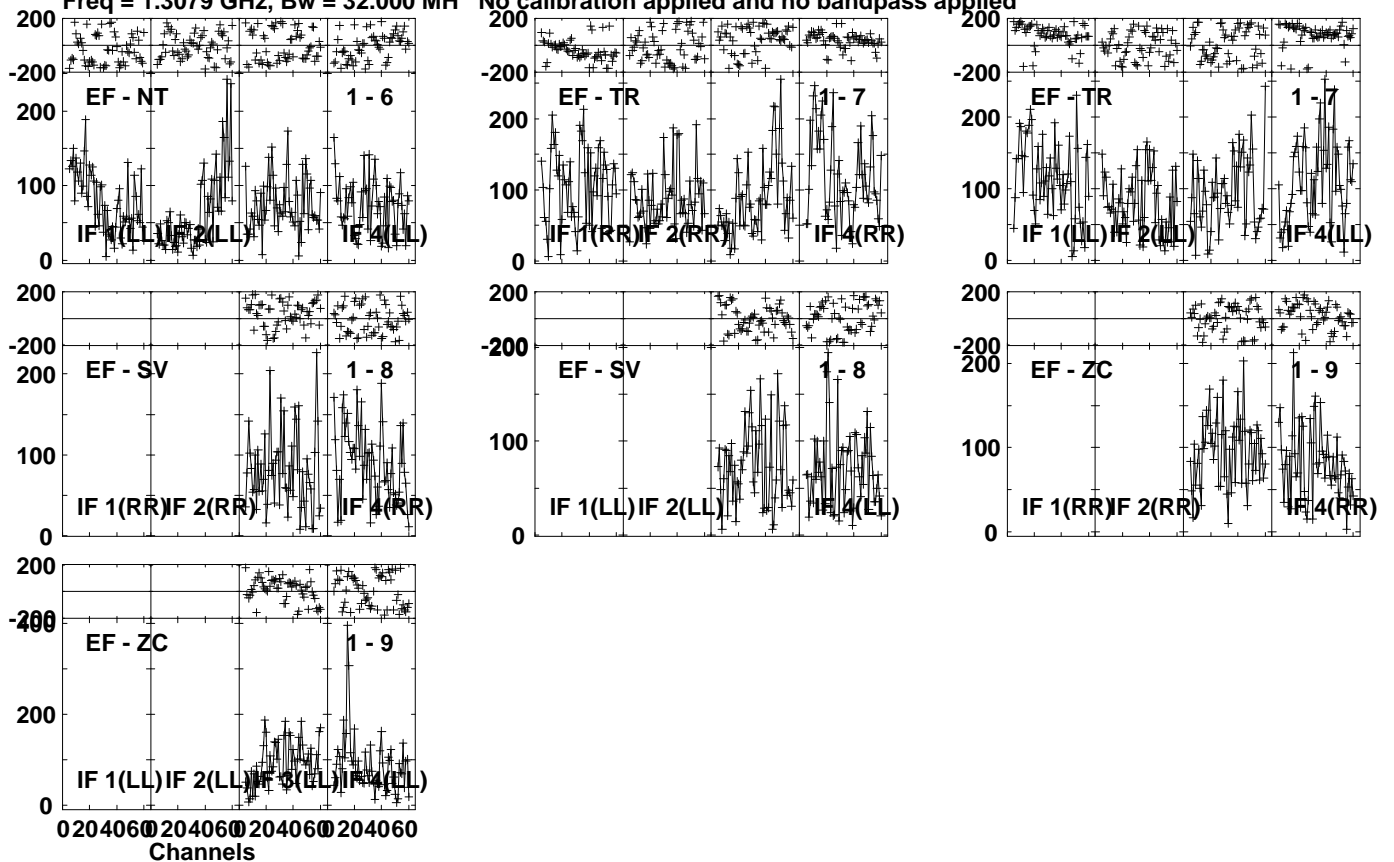 Freq = 1.3079 GHz, Bw = 32.000 MH No calibration applied and no bandpass applied
200
-200
200
100
0
EF - NT
1 - 6
IF 1(LL)
IF 2(LL)
IF 4(LL)
200
-200
200
100
0
EF - TR
1 - 7
IF 1(RR)
IF 2(RR)
IF 4(RR)
200
-200
200
100
0
EF - TR
1 - 7
IF 1(LL)
IF 2(LL)
IF 4(LL)
200
-200
200
100
0
EF - SV
1 - 8
IF 1(RR)
IF 2(RR)
IF 4(RR)
200
-200
200
100
0
EF - SV
1 - 8
IF 1(LL)
IF 2(LL)
IF 4(LL)
200
-200
200
100
0
EF - ZC
1 - 9
IF 1(RR)
IF 2(RR)
IF 4(RR)
200
-200
400
200
0
EF - ZC
1 - 9
IF 1(LL)
IF 2(LL)
IF 3(LL)
IF 4(LL)
0 20 40 60 0 20 40 60 0 20 40 60 0 20 40 60
Channels